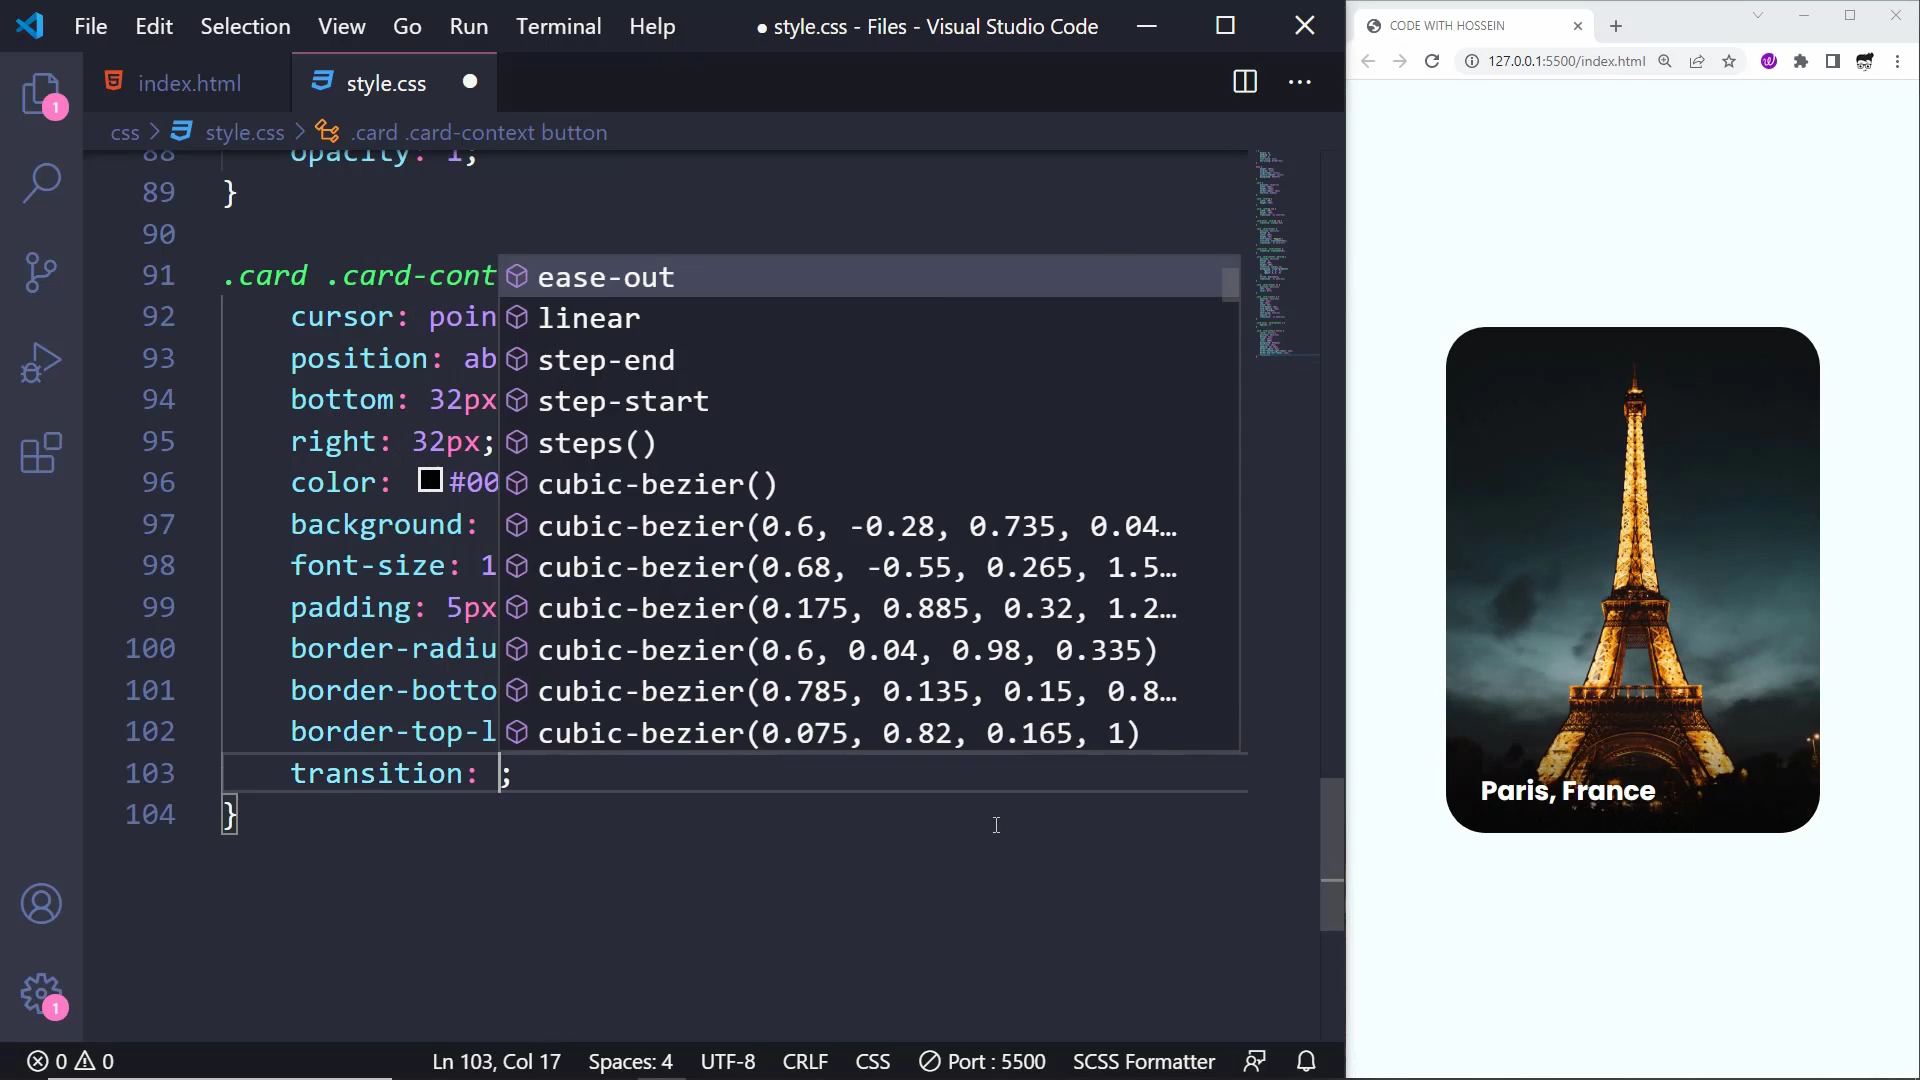 File Edit Selection View Go Run Terminal Help ● style.css - Files - Visual Studio Code
index.html style.css
css > style.css > .card .card-context button
88 opacity: 1;
89 }
90
91 .card .card-cont
92 cursor: poin
93 position: ab
94 bottom: 32px
95 right: 32px;
96 color: #00
97 background:
98 font-size: 1
99 padding: 5px
100 border-radiu
101 border-botto
102 border-top-l
103 transition: ;
104 }
ease-out
linear
step-end
step-start
steps()
cubic-bezier()
cubic-bezier(0.6, -0.28, 0.735, 0.04…
cubic-bezier(0.68, -0.55, 0.265, 1.5…
cubic-bezier(0.175, 0.885, 0.32, 1.2…
cubic-bezier(0.6, 0.04, 0.98, 0.335)
cubic-bezier(0.785, 0.135, 0.15, 0.8…
cubic-bezier(0.075, 0.82, 0.165, 1)
1
1
0 0 Ln 103, Col 17 Spaces: 4 UTF-8 CRLF CSS Port : 5500 SCSS Formatter
CODE WITH HOSSEIN
127.0.0.1:5500/index.html
Paris, France